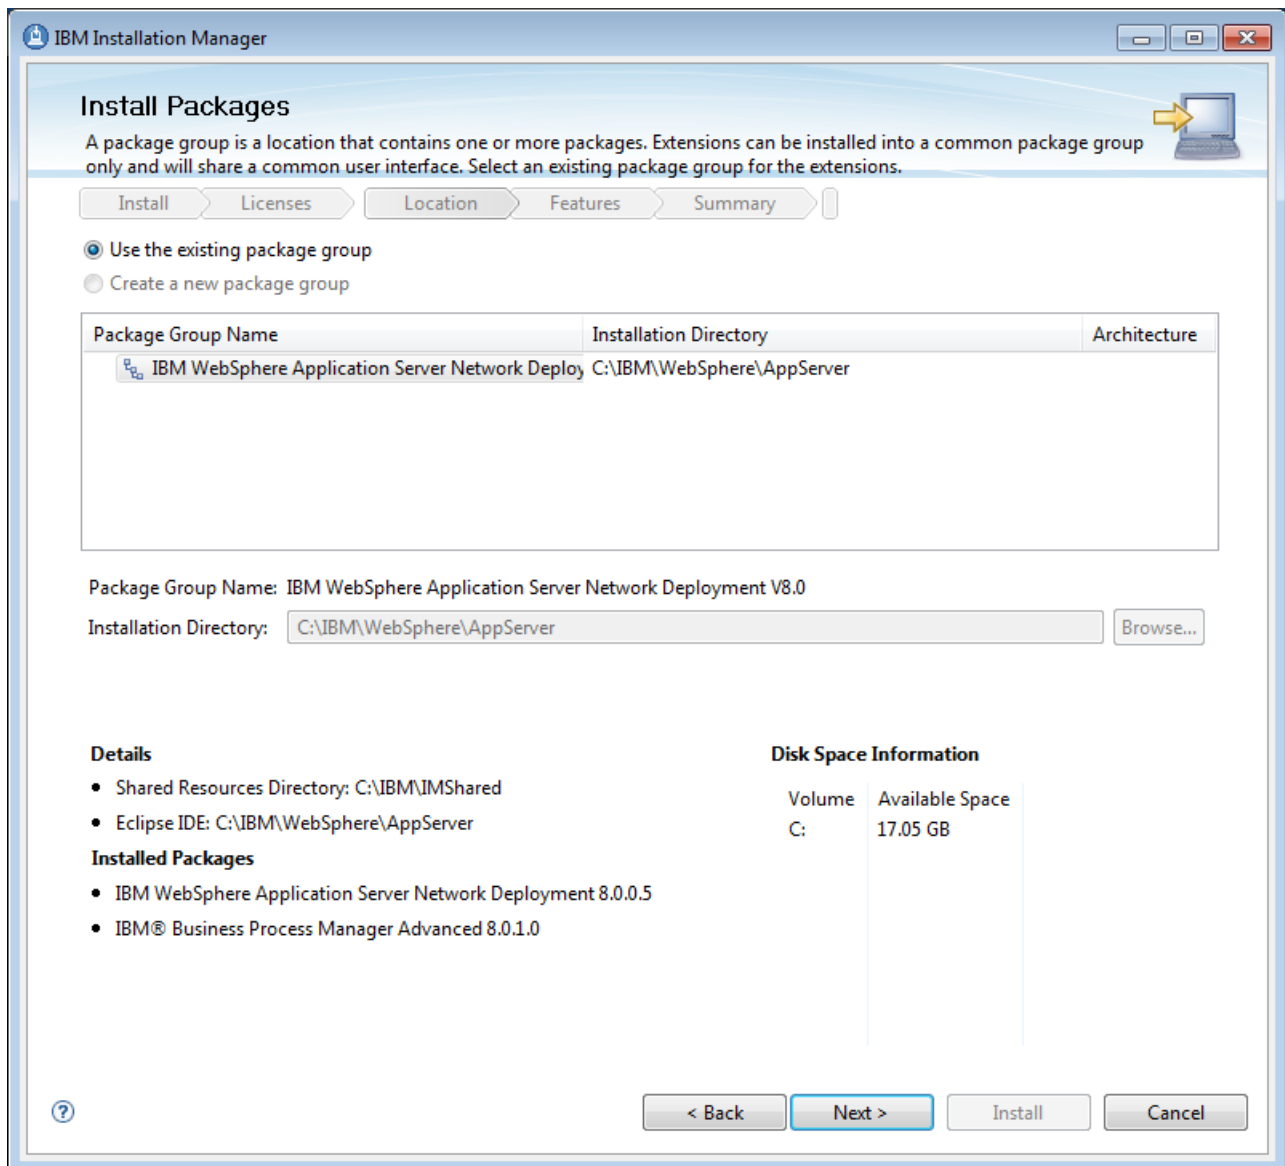 IBM Installation Manager
Install Packages
A package group is a location that contains one or more packages. Extensions can be installed into a common package group
only and will share a common user interface. Select an existing package group for the extensions.
Install Licenses Location Features Summary
Use the existing package group
Create a new package group
Package Group Name Installation Directory Architecture
IBM WebSphere Application Server Network Deploy C:\IBM\WebSphere\AppServer
Package Group Name: IBM WebSphere Application Server Network Deployment V8.0
Installation Directory: C:\IBM\WebSphere\AppServer Browse...
Details Disk Space Information
Shared Resources Directory: C:\IBM\IMShared
Volume Available Space
Eclipse IDE: C:\IBM\WebSphere\AppServer
C: 17.05 GB
Installed Packages
IBM WebSphere Application Server Network Deployment 8.0.0.5
IBM® Business Process Manager Advanced 8.0.1.0
? < Back Next > Install Cancel